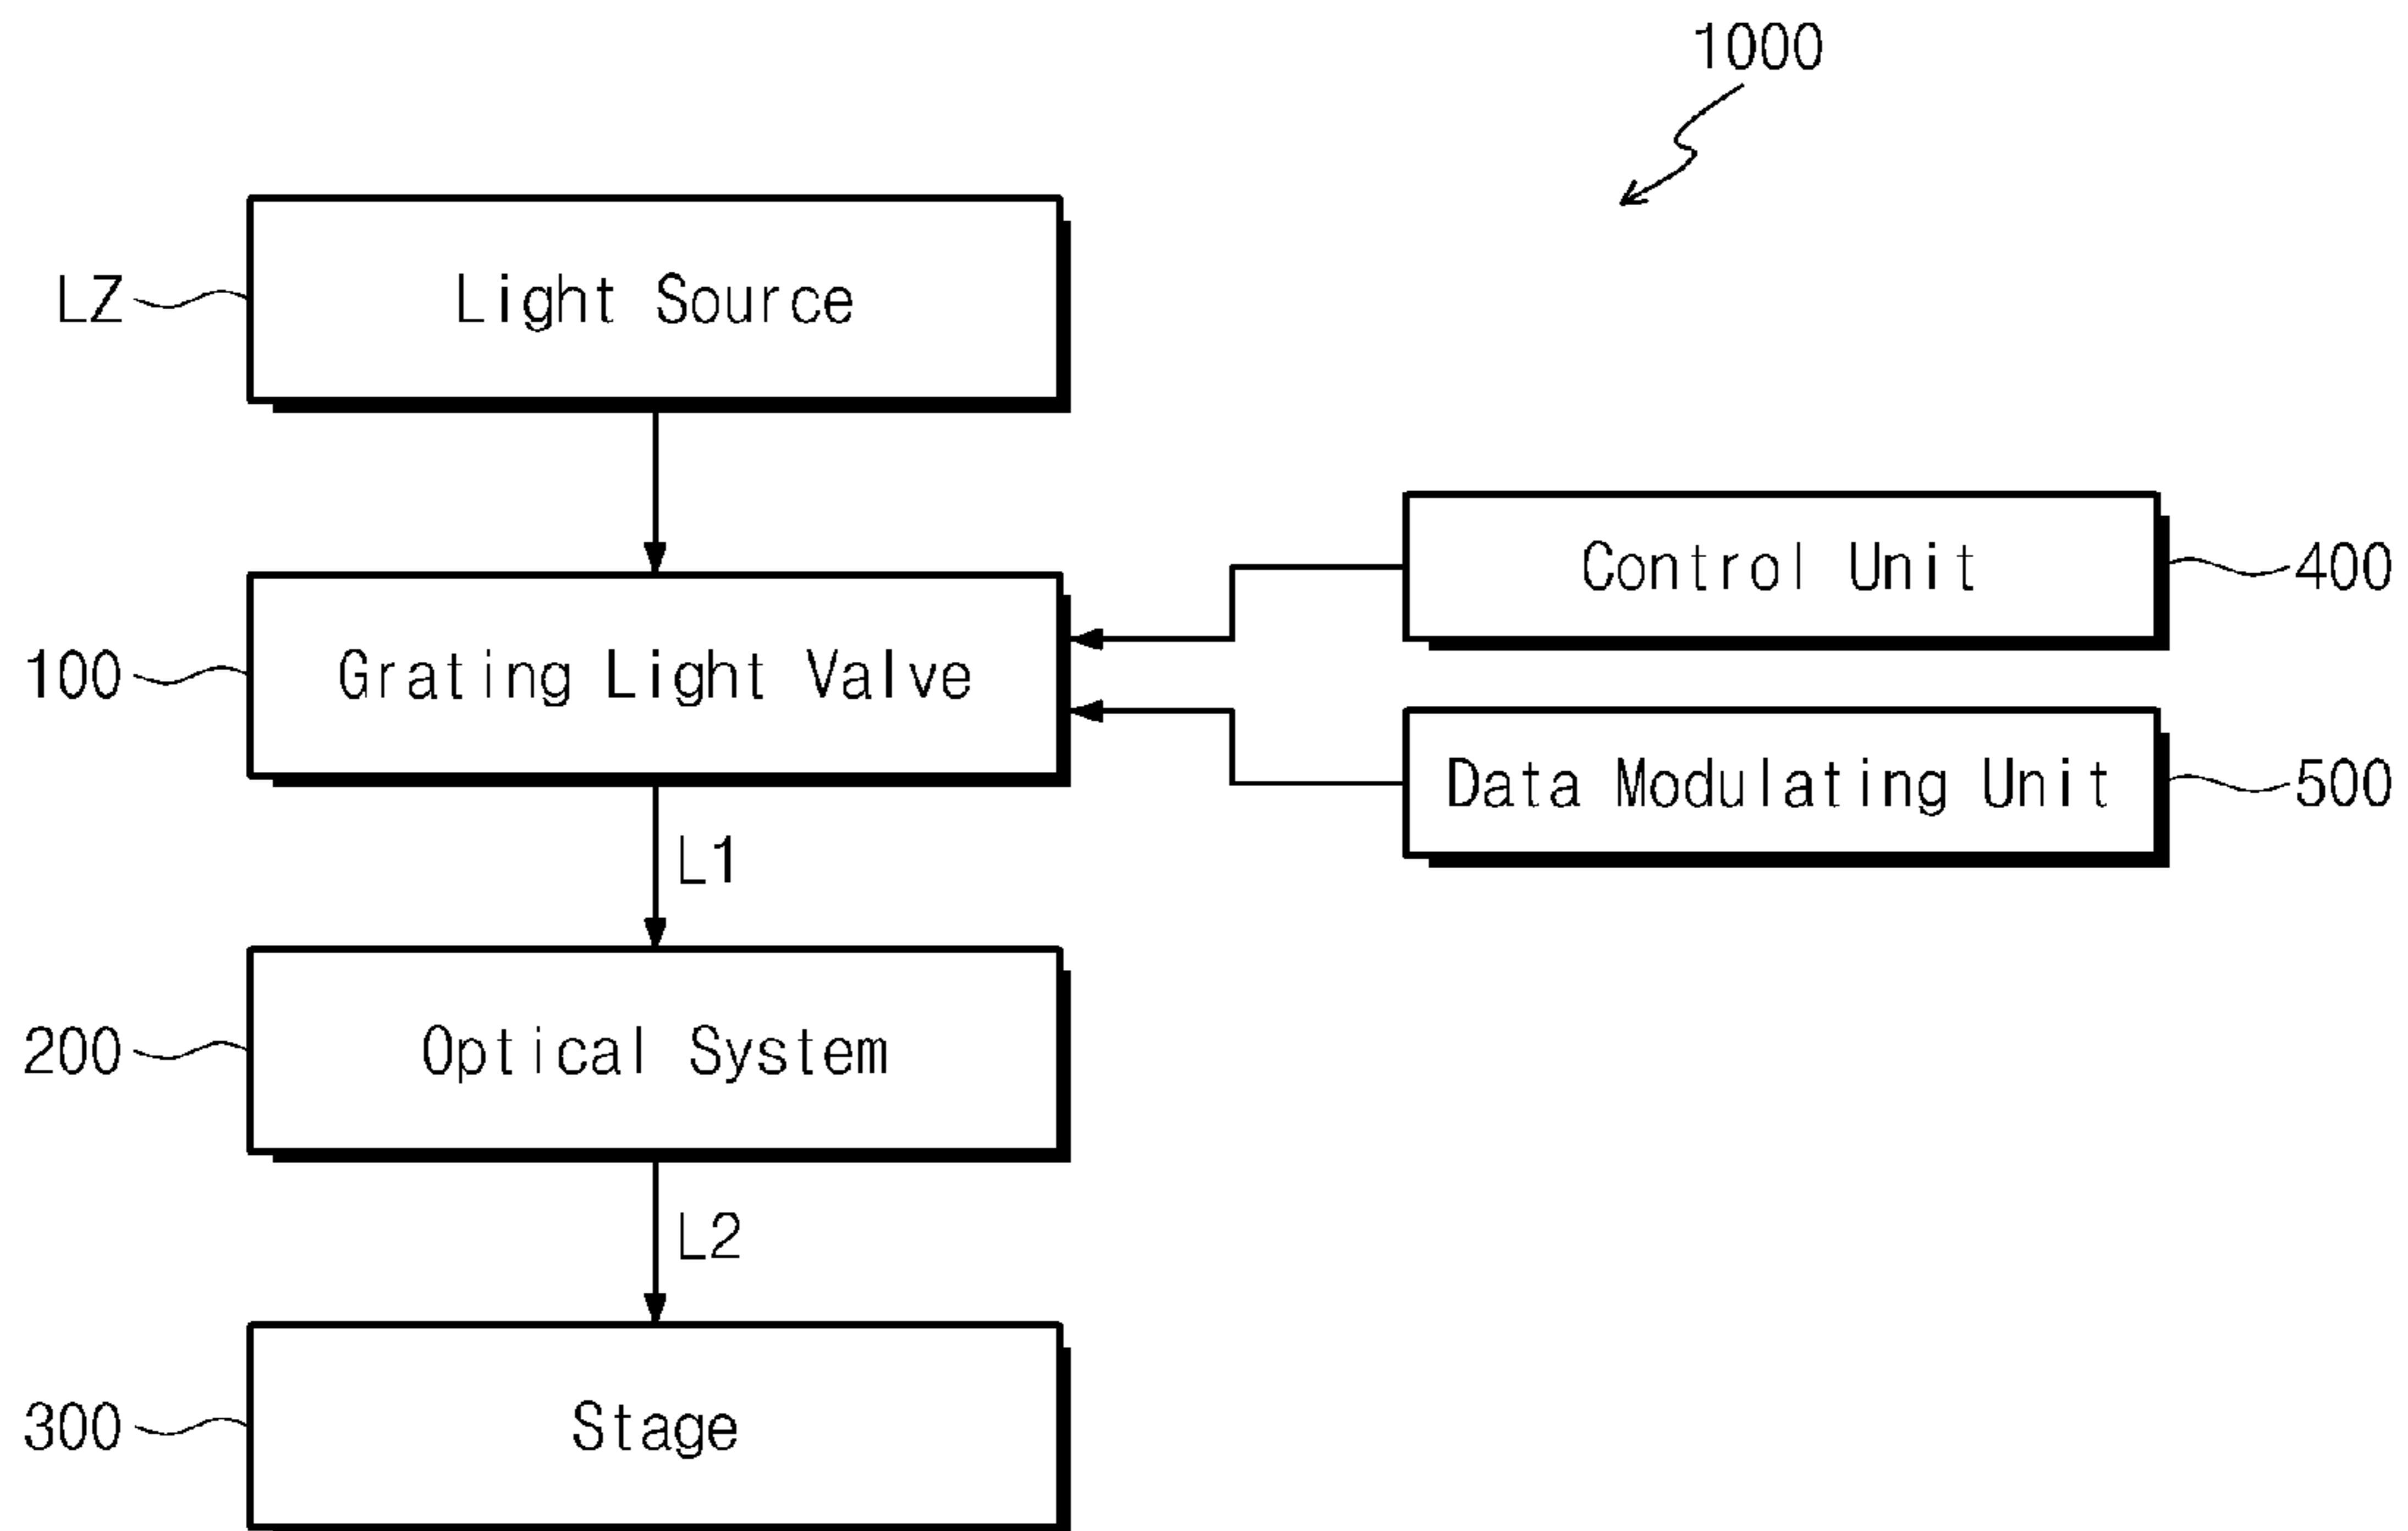 1000
LZ
Light Source
Control Unit
400
100
Grating Light Valve
Data Modulating Unit
500
L1
200
Optical System
L2
300
Stage